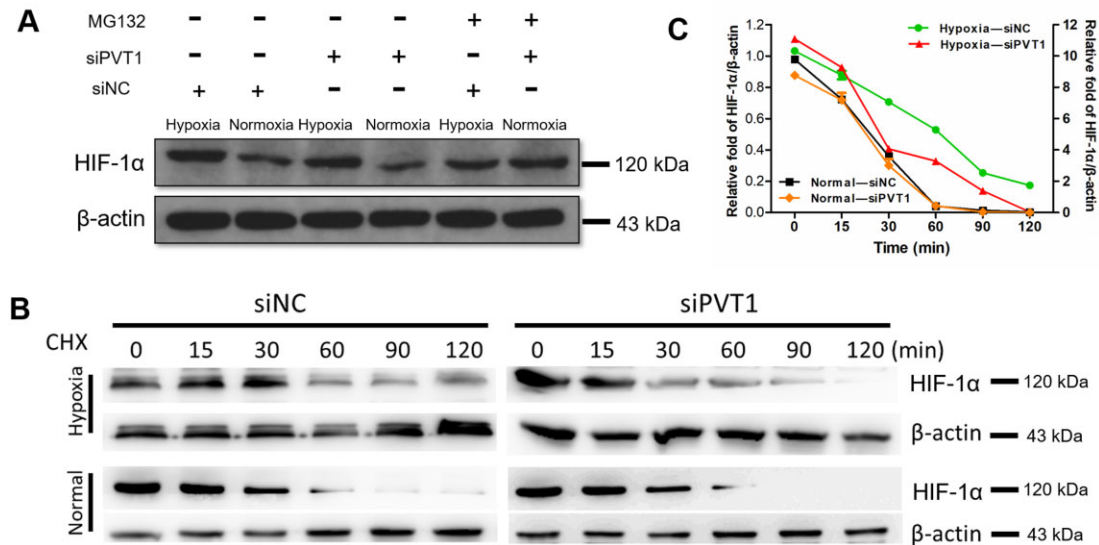 A
MG132 - - - - + +
siPVT1 - - + + - +
siNC + + - - + -
Hypoxia Normoxia Hypoxia Normoxia Hypoxia Normoxia
HIF-1α 120 kDa
β-actin 43 kDa
C
Relative fold of HIF-1α/β-actin
1.2
1.0
0.8
0.6
0.4
0.2
0.0
Hypoxia—siNC
Hypoxia—siPVT1
Normal—siNC
Normal—siPVT1
12
10
8
6
4
2
0
Relative fold of HIF-1α/β-actin
0 15 30 60 90 120
Time (min)
B
siNC siPVT1
CHX 0 15 30 60 90 120 0 15 30 60 90 120 (min)
Hypoxia
HIF-1α 120 kDa
β-actin 43 kDa
Normal
HIF-1α 120 kDa
β-actin 43 kDa